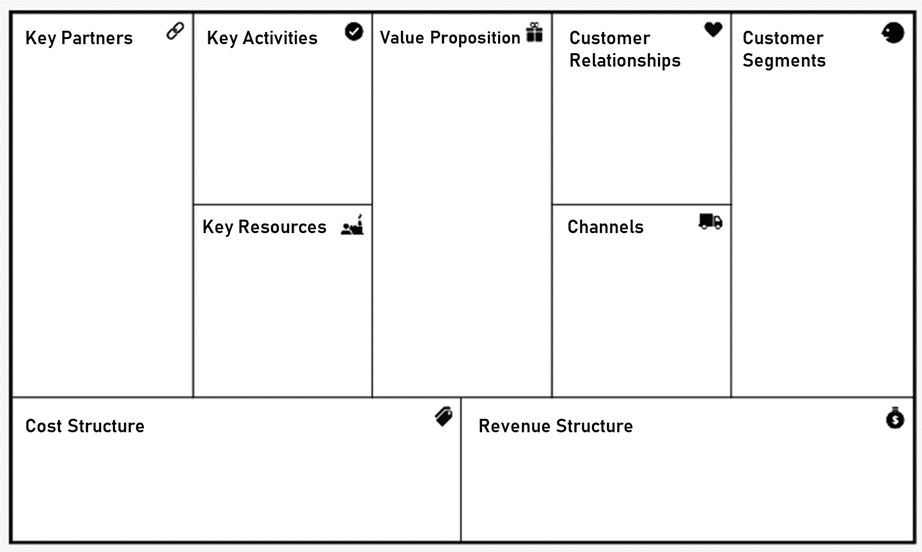 Key Partners
Key Activities
Value Proposition
Customer
Relationships
Customer
Segments
Key Resources
Channels
Cost Structure
Revenue Structure
$